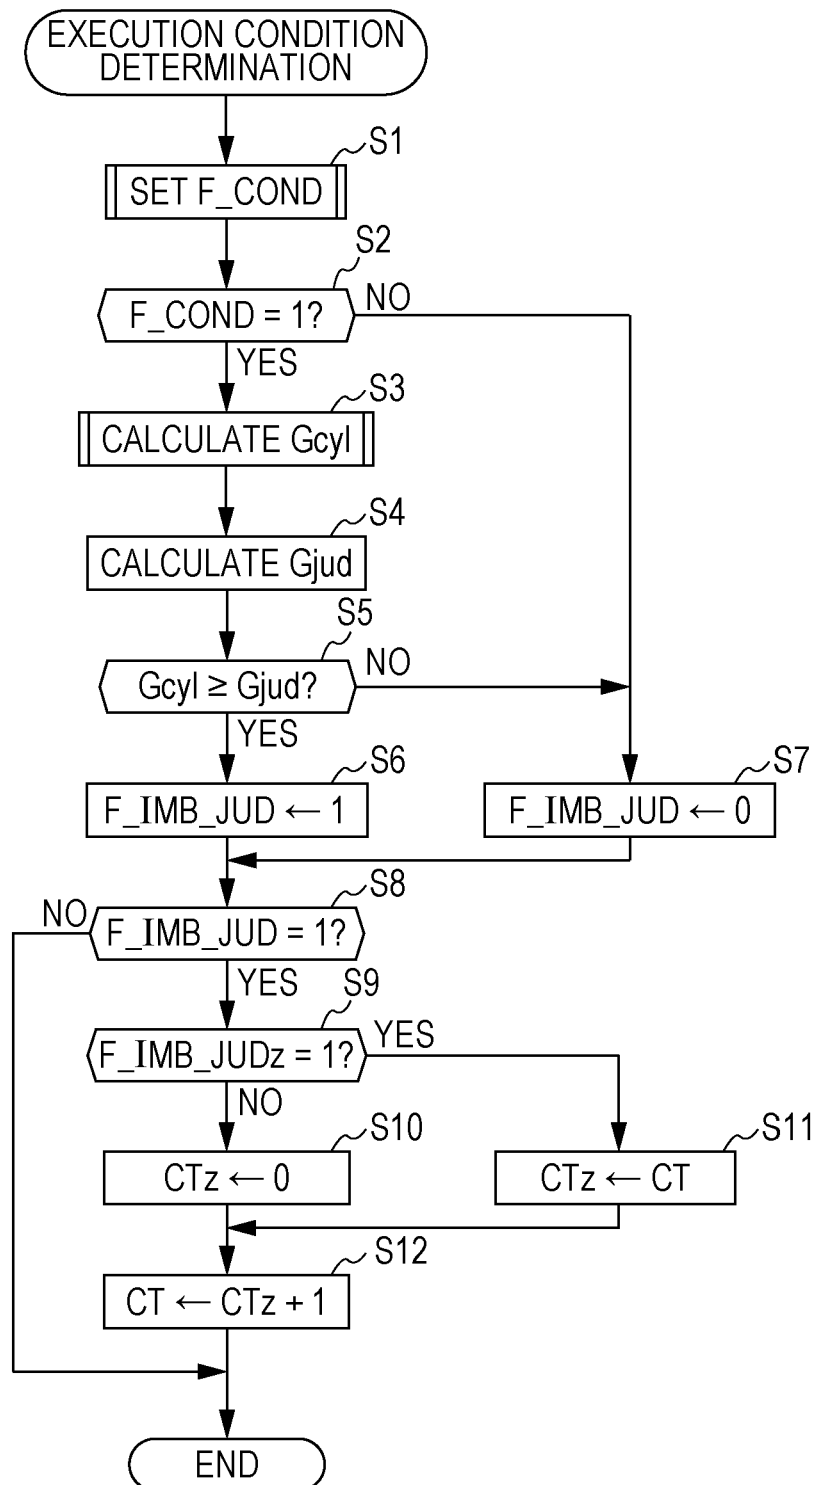 EXECUTION CONDITION
DETERMINATION
S1
SET F_COND
S2
F_COND = 1?
NO
YES
S3
CALCULATE Gcyl
S4
CALCULATE Gjud
S5
Gcyl ≥ Gjud?
NO
YES
S6
F_IMB_JUD ← 1
S7
F_IMB_JUD ← 0
S8
NO
F_IMB_JUD = 1?
YES
S9
F_IMB_JUDz = 1?
YES
NO
S10
CTz ← 0
S11
CTz ← CT
S12
CT ← CTz + 1
END